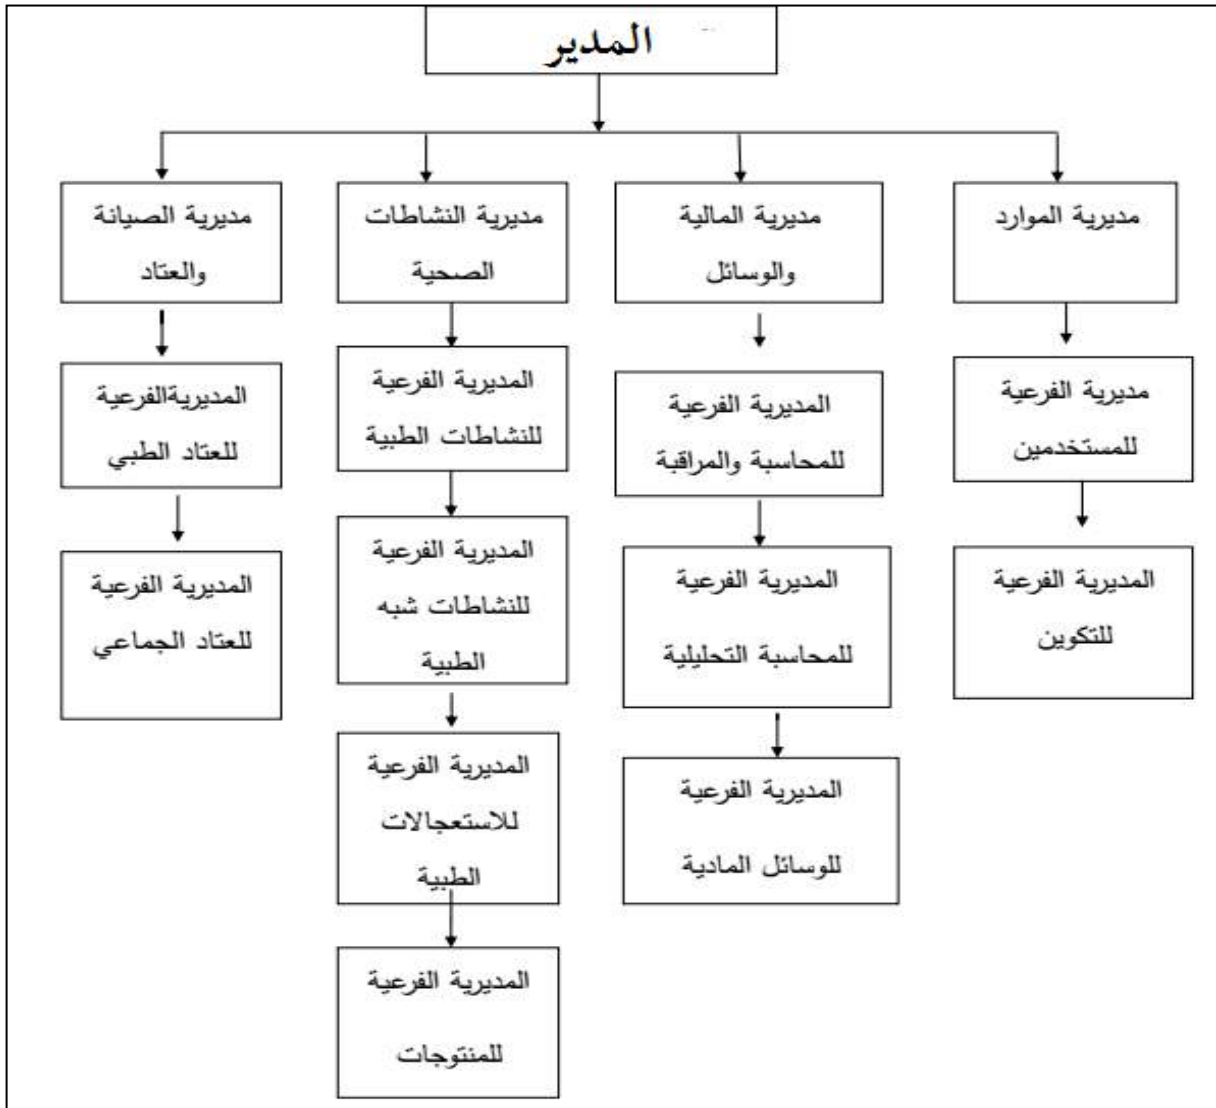 المدير
مديرية الموارد
مديرية المالية
والوسائل
مديرية النشاطات
الصحية
مديرية الصيانة
والعتاد
مديرية الفرعية
للمستخدمين
المديرية الفرعية
للمحاسبة والمراقبة
المديرية الفرعية
للنشاطات الطبية
المديريةالفرعية
للعتاد الطبي
المديرية الفرعية
للتكوين
المديرية الفرعية
للمحاسبة التحليلية
المديرية الفرعية
للنشاطات شبه
الطبية
المديرية الفرعية
للعتاد الجماعي
المديرية الفرعية
للوسائل المادية
المديرية الفرعية
للاستعجالات
الطبية
المديرية الفرعية
للمنتوجات